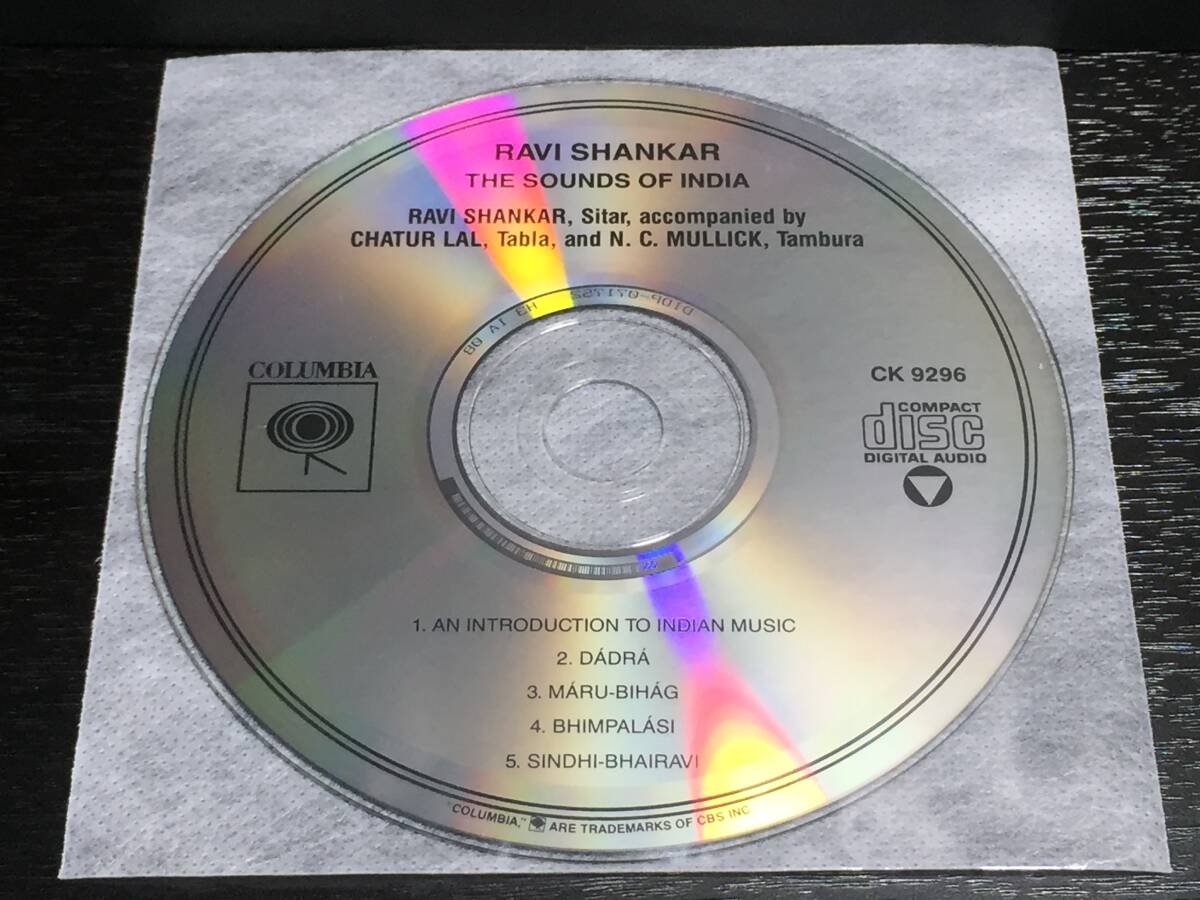 RAVI SHANKAR
THE SOUNDS OF INDIA
RAVI SHANKAR, Sitar, accompanied by
CHATUR LAL, Tabla, and N. C. MULLICK, Tambura
COLUMBIA
CK 9296
COMPACT
disc
DIGITAL AUDIO
DIDP-071752
1. AN INTRODUCTION TO INDIAN MUSIC
2. DÁDRÁ
3. MÁRU-BIHÁG
4. BHIMPALÁSI
5. SINDHI-BHAIRAVI
"COLUMBIA," ARE TRADEMARKS OF CBS INC